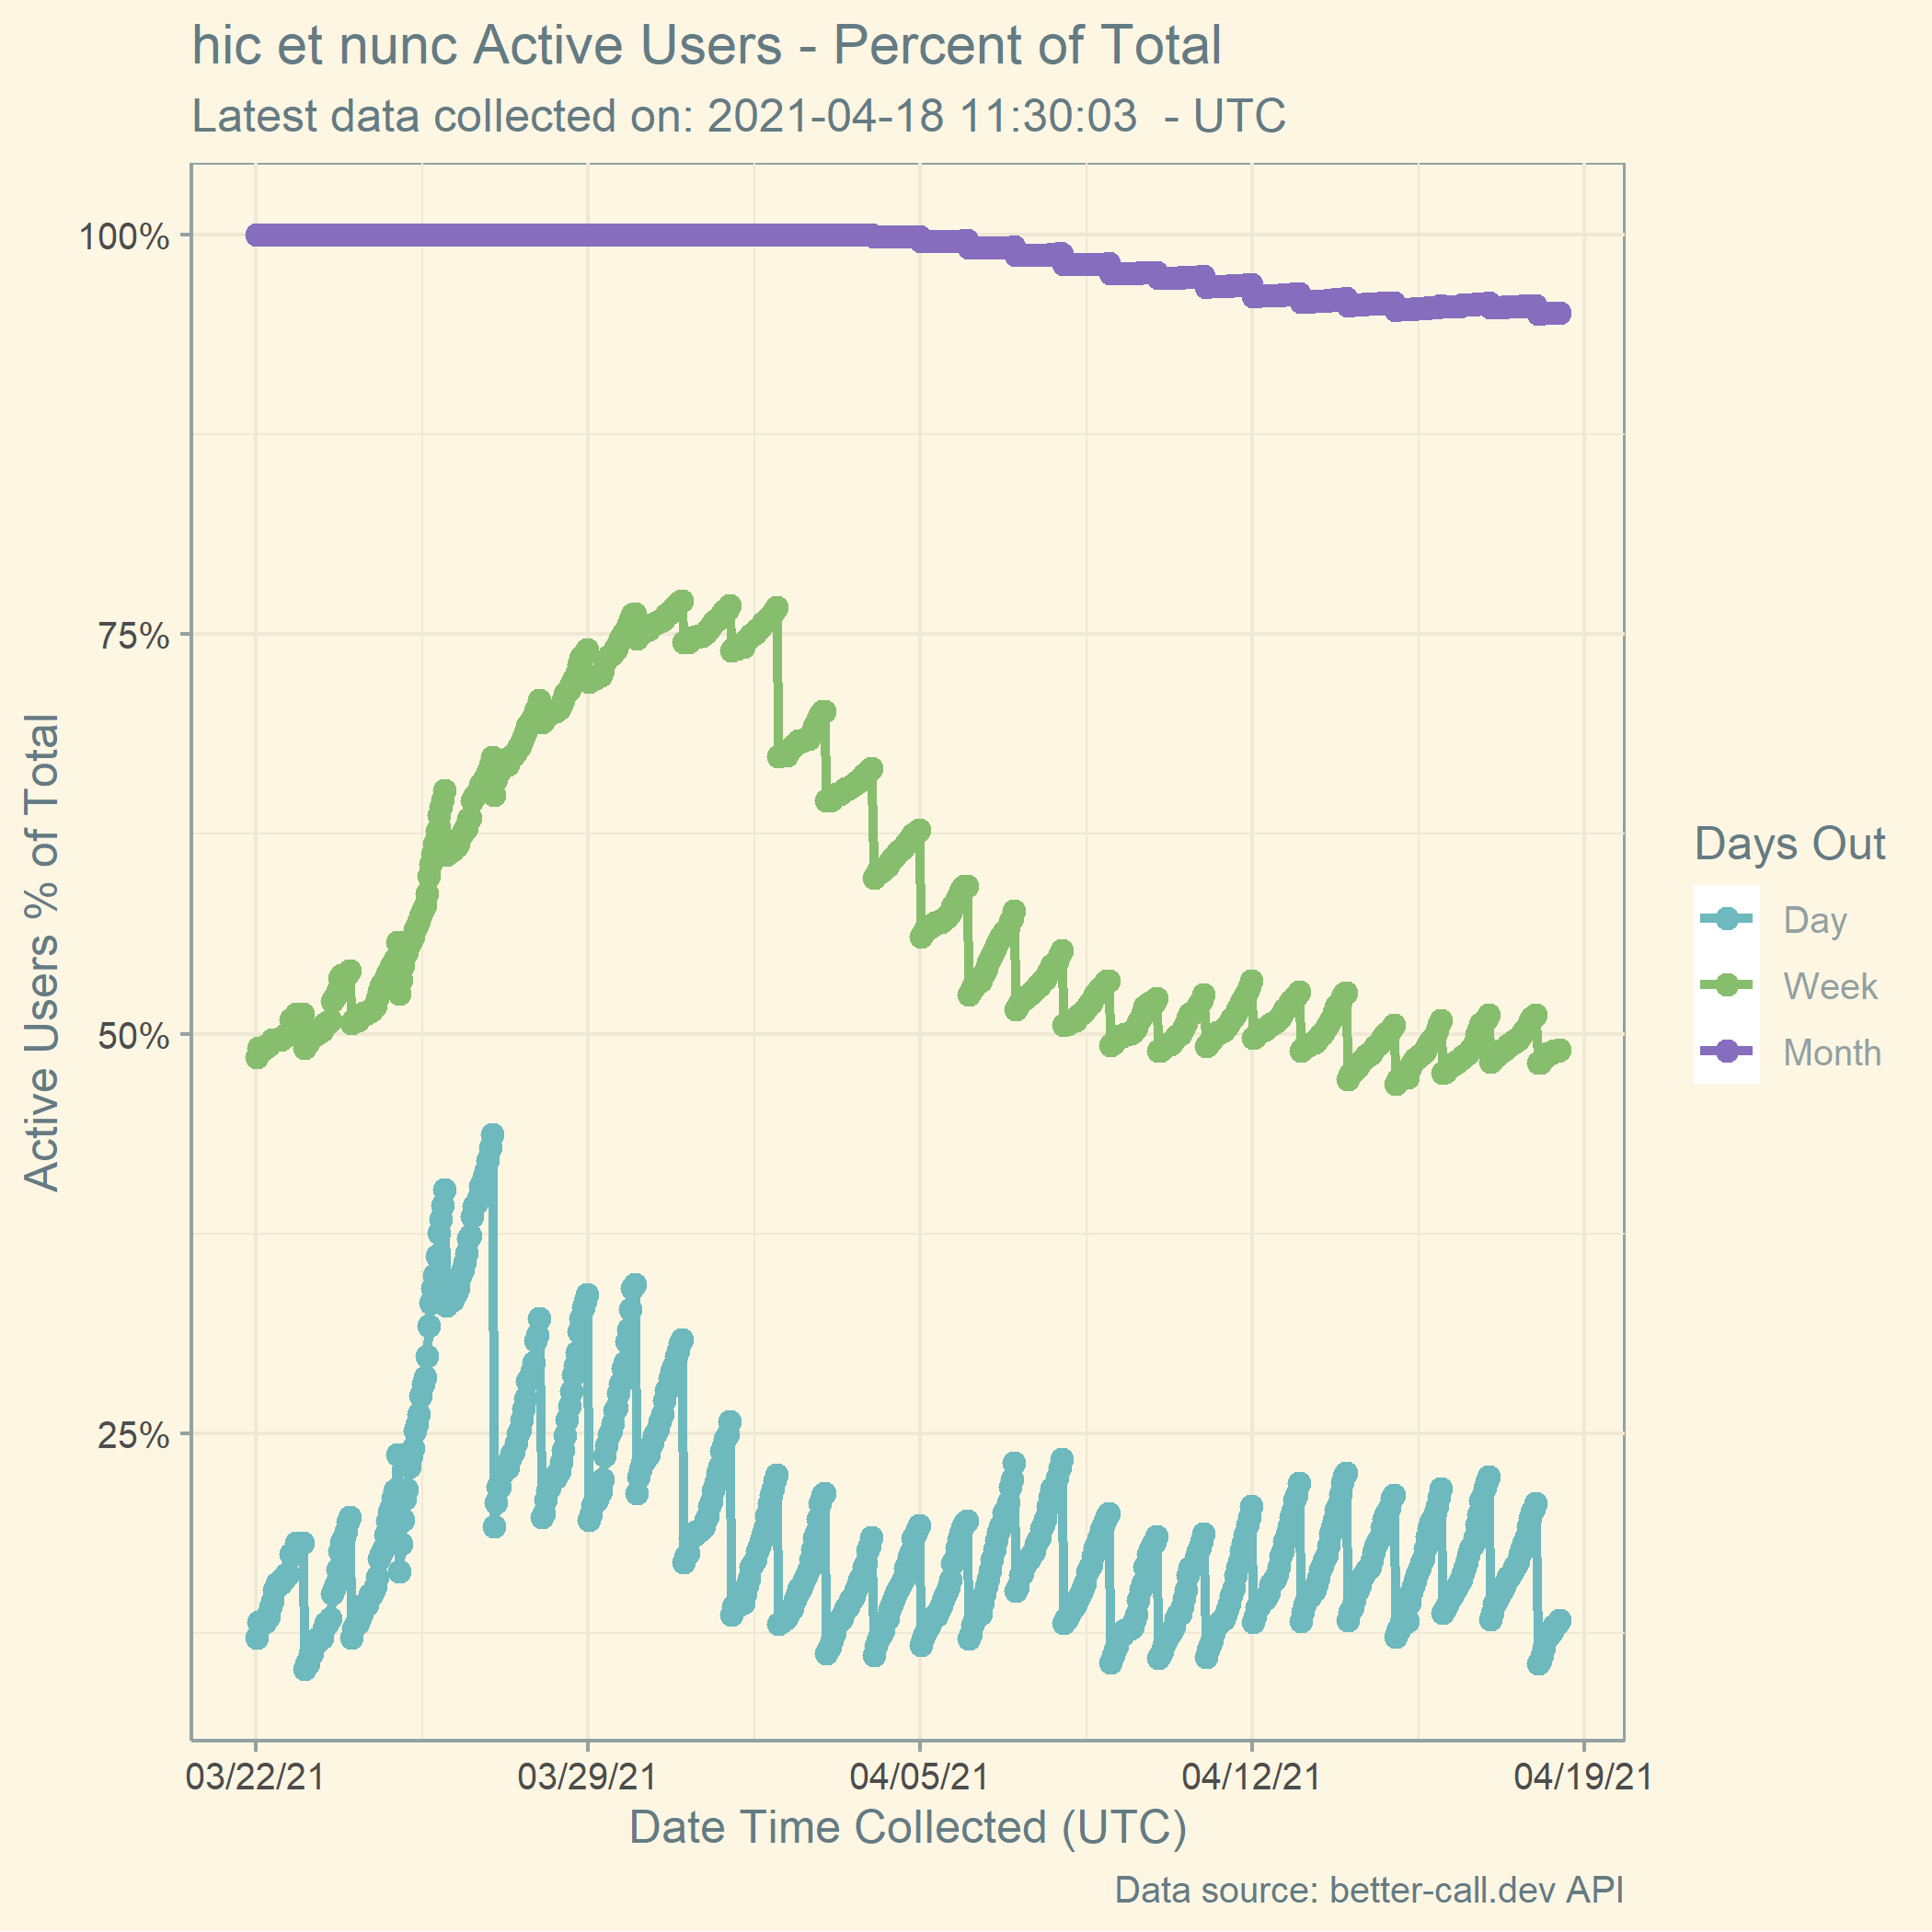 hic et nunc Active Users - Percent of Total
Latest data collected on: 2021-04-18 11:30:03  - UTC
100%
75%
50%
25%
Active Users % of Total
03/22/21 03/29/21 04/05/21 04/12/21 04/19/21
Date Time Collected (UTC)
Days Out
Day
Week
Month
Data source: better-call.dev API